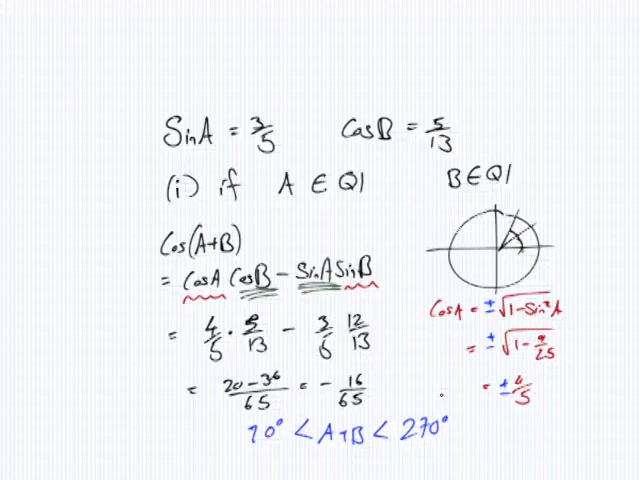 SinA = 3/5 CosB = 5/13
(i) if A ∈ Q1 B ∈ Q1
Cos(A+B)
= CosA CosB - SinA SinB
CosA = ± √(1-Sin²A)
= 4/5 · 5/13 - 3/5 12/13
= ± √(1 - 9/25)
= (20-36)/65 = - 16/65
= ± 4/5
90° < A+B < 270°